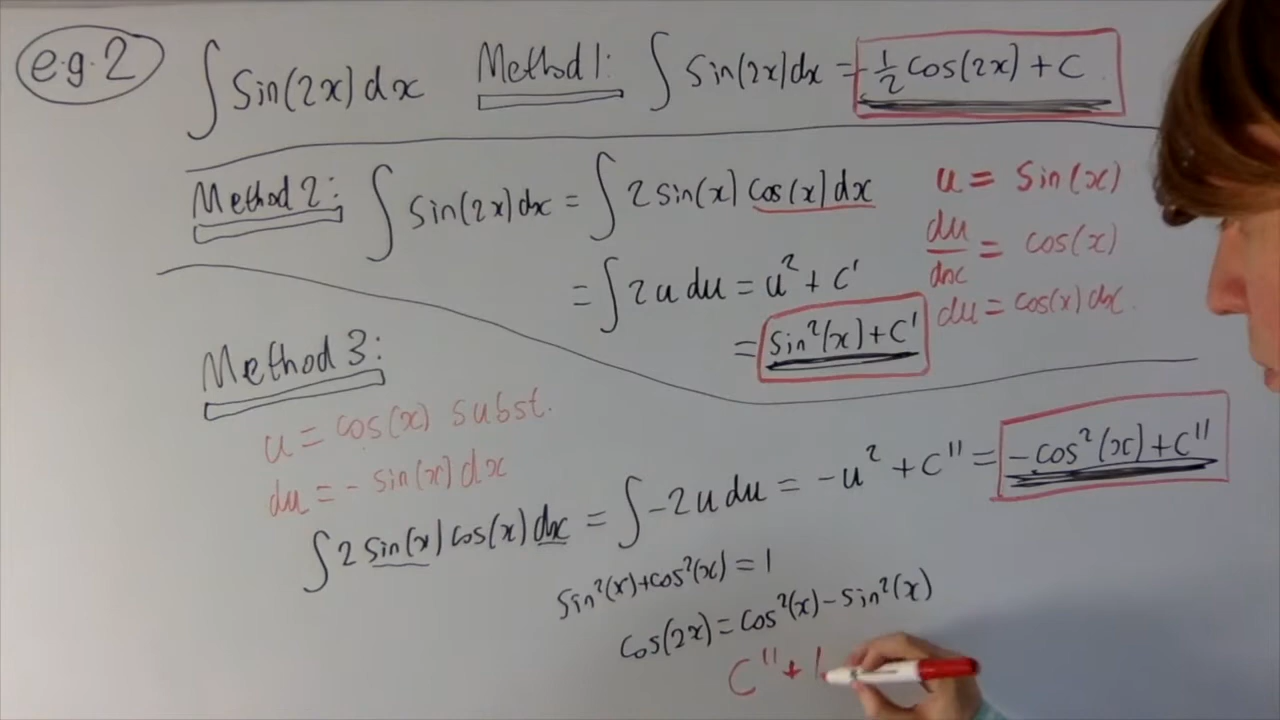 e.g. 2
∫ Sin(2x) dx
Method 1: ∫ Sin(2x) dx = -1/2 cos(2x) + C
Method 2: ∫ Sin(2x) dx = ∫ 2 sin(x) cos(x) dx
= ∫ 2u du = u² + C'
= sin²(x) + C'
u = sin(x)
du/dx = cos(x)
du = cos(x) dx
Method 3:
u = cos(x) subst.
du = - sin(x) dx
∫ 2 sin(x) cos(x) dx = ∫ -2u du = -u² + C'' = -cos²(x) + C''
Sin²(x) + cos²(x) = 1
Cos(2x) = cos²(x) - sin²(x)
C'' +